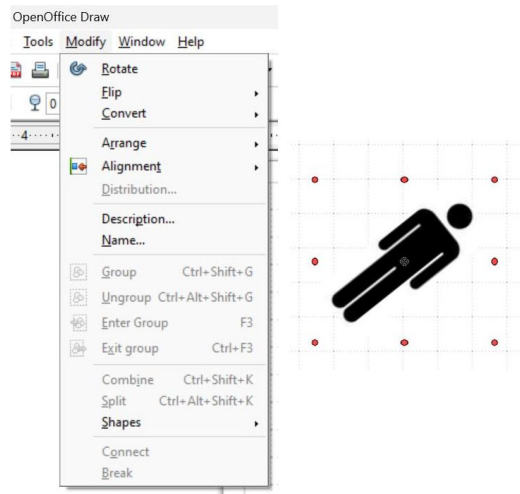 OpenOffice Draw
Tools Modify Window Help
Rotate
0
Flip
Convert
4
Arrange
Alignment
Distribution...
Description...
Name...
Group Ctrl+Shift+G
Ungroup Ctrl+Alt+Shift+G
Enter Group F3
Exit group Ctrl+F3
Combine Ctrl+Shift+K
Split Ctrl+Alt+Shift+K
Shapes
Connect
Break